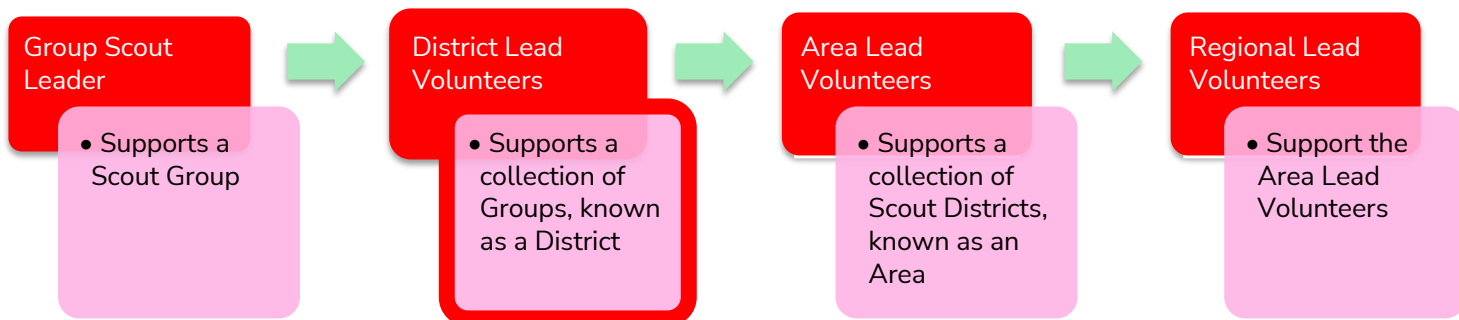 Group Scout
Leader
• Supports a
Scout Group
District Lead
Volunteers
• Supports a
collection of
Groups, known
as a District
Area Lead
Volunteers
• Supports a
collection of
Scout Districts,
known as an
Area
Regional Lead
Volunteers
• Support the
Area Lead
Volunteers